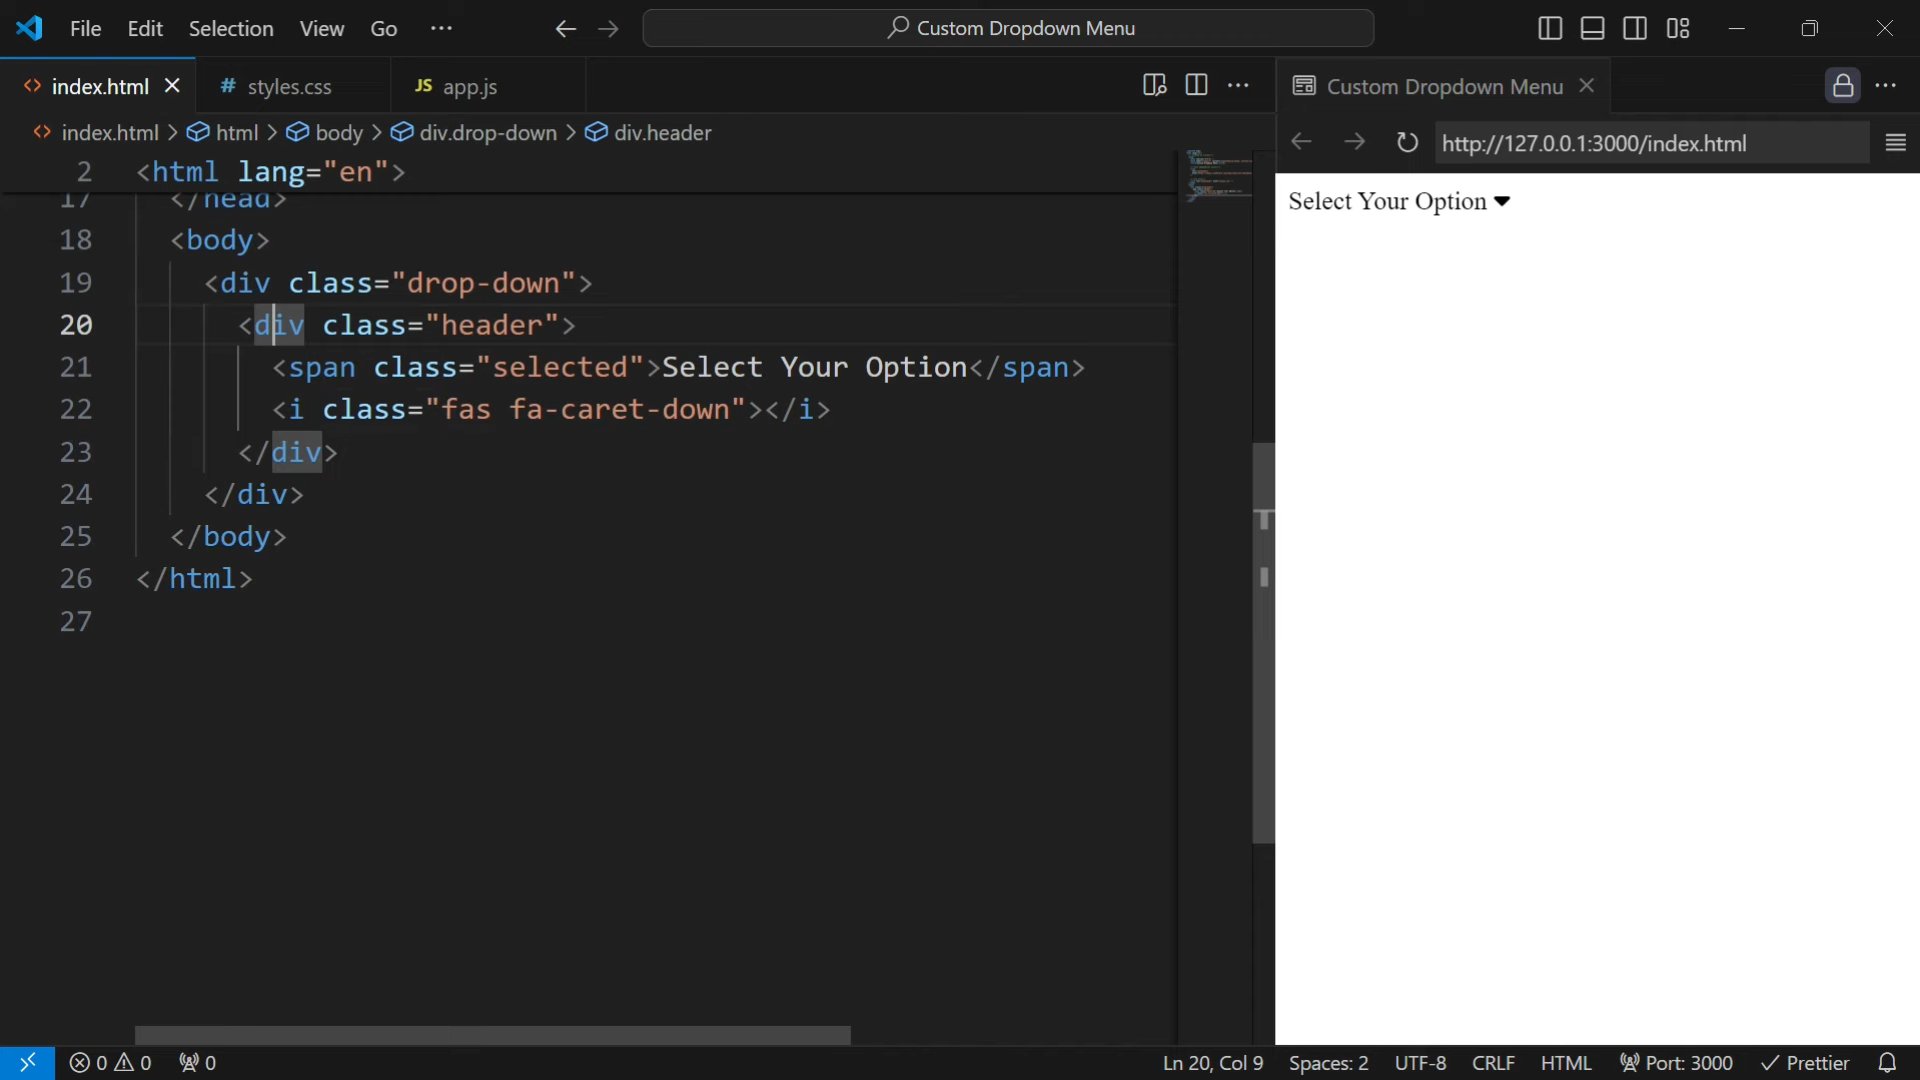 File Edit Selection View Go ··· Custom Dropdown Menu
index.html # styles.css JS app.js Custom Dropdown Menu
index.html > html > body > div.drop-down > div.header
http://127.0.0.1:3000/index.html
2 <html lang="en">
17 </head>
18 <body>
19 <div class="drop-down">
20 <div class="header">
21 <span class="selected">Select Your Option</span>
22 <i class="fas fa-caret-down"></i>
23 </div>
24 </div>
25 </body>
26 </html>
27
Select Your Option
0 0 0 Ln 20, Col 9 Spaces: 2 UTF-8 CRLF HTML Port: 3000 Prettier